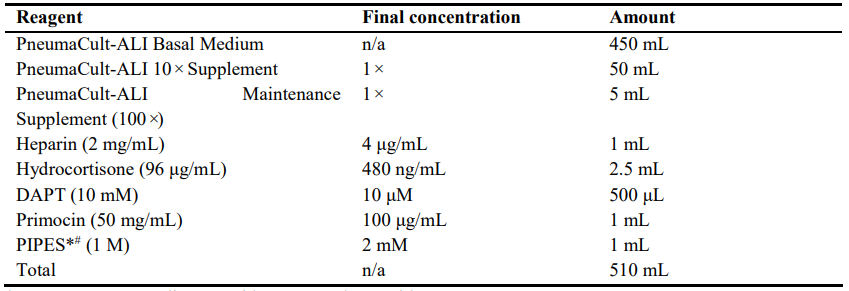 Reagent Final concentration Amount
PneumaCult-ALI Basal Medium n/a 450 mL
PneumaCult-ALI 10× Supplement 1× 50 mL
PneumaCult-ALI Maintenance 1× 5 mL
Supplement (100×)
Heparin (2 mg/mL) 4 μg/mL 1 mL
Hydrocortisone (96 μg/mL) 480 ng/mL 2.5 mL
DAPT (10 mM) 10 μM 500 μL
Primocin (50 mg/mL) 100 μg/mL 1 mL
PIPES*# (1 M) 2 mM 1 mL
Total n/a 510 mL